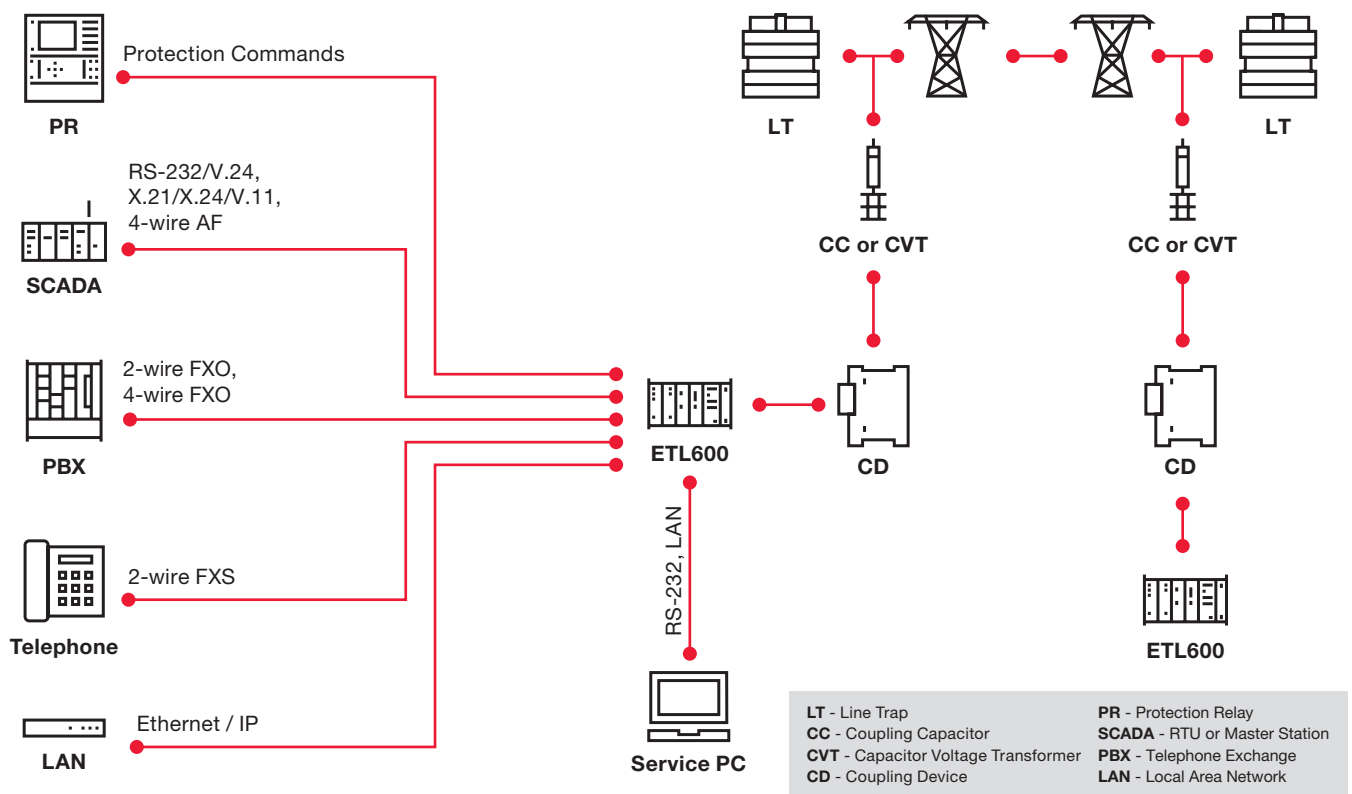 Protection Commands
PR
RS-232/V.24,
X.21/X.24/V.11,
4-wire AF
SCADA
2-wire FXO,
4-wire FXO
PBX
2-wire FXS
Telephone
Ethernet / IP
LAN
ETL600
RS-232, LAN
Service PC
LT
LT
CC or CVT
CC or CVT
CD
CD
ETL600
LT - Line Trap
CC - Coupling Capacitor
CVT - Capacitor Voltage Transformer
CD - Coupling Device
PR - Protection Relay
SCADA - RTU or Master Station
PBX - Telephone Exchange
LAN - Local Area Network